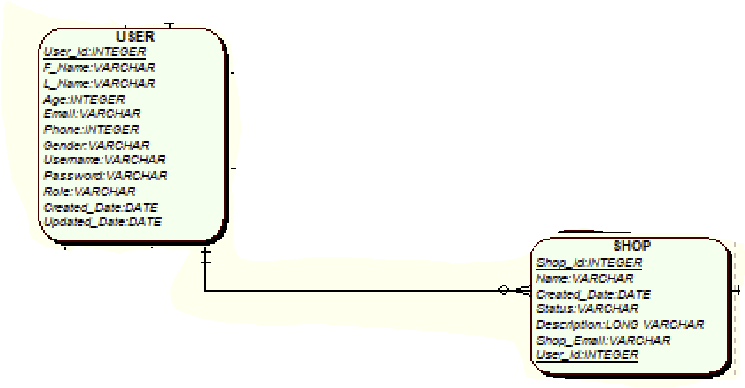 USER
User_Id:INTEGER
F_Name:VARCHAR
L_Name:VARCHAR
Age:INTEGER
Email:VARCHAR
Phone:INTEGER
Gender:VARCHAR
Username:VARCHAR
Password:VARCHAR
Role:VARCHAR
Created_Date:DATE
Updated_Date:DATE
SHOP
Shop_Id:INTEGER
Name:VARCHAR
Created_Date:DATE
Status:VARCHAR
Description:LONG VARCHAR
Shop_Email:VARCHAR
User_Id:INTEGER